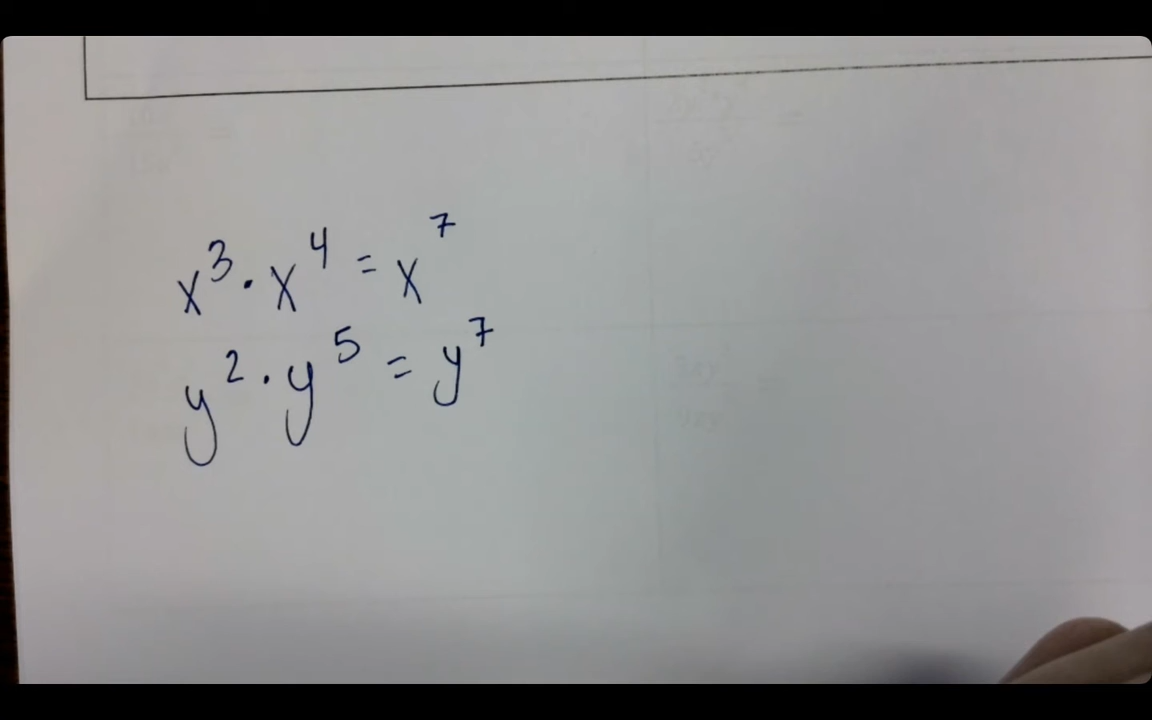 x³ · x⁴ = x⁷
y² · y⁵ = y⁷